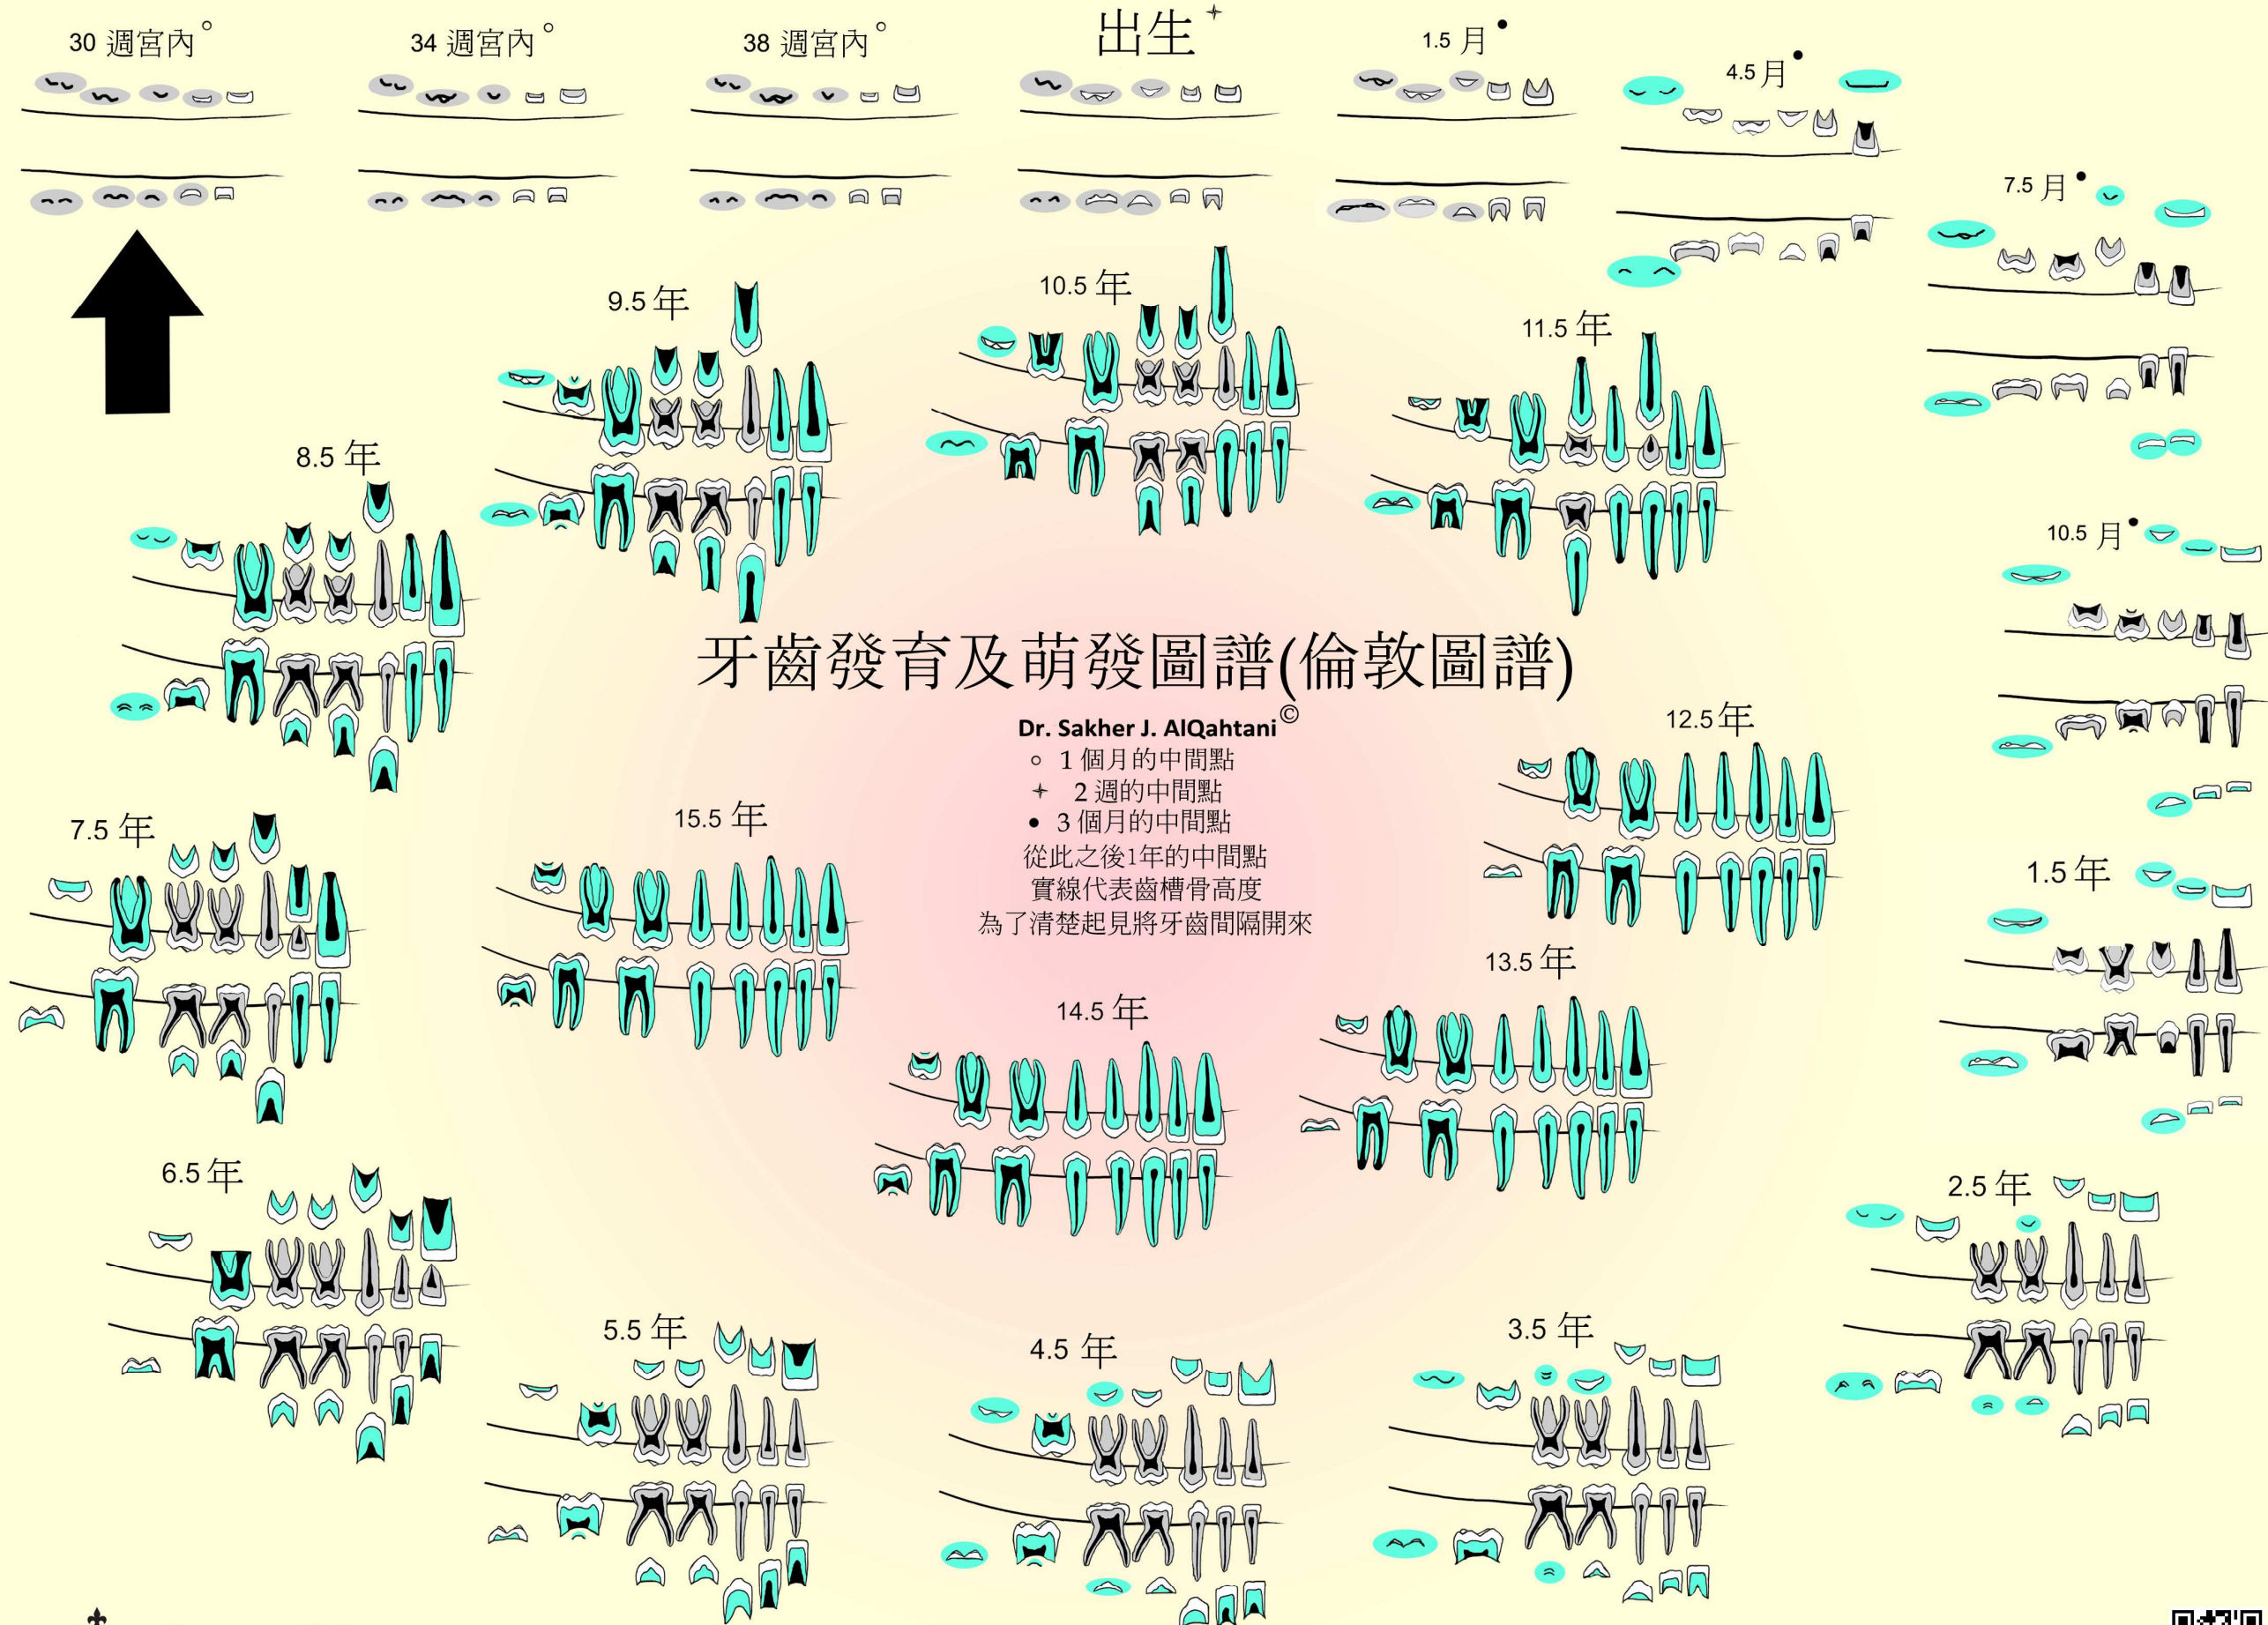 30 週宮內°
34 週宮內°
38 週宮內°
出生
1.5 月
4.5 月
7.5 月
10.5 月
1.5 年
2.5 年
3.5 年
4.5 年
5.5 年
6.5 年
7.5 年
8.5 年
9.5 年
10.5 年
11.5 年
12.5 年
13.5 年
14.5 年
15.5 年
牙齒發育及萌發圖譜(倫敦圖譜)
Dr. Sakher J. AlQahtani©
1 個月的中間點
2 週的中間點
3 個月的中間點
從此之後1年的中間點
實線代表齒槽骨高度
為了清楚起見將牙齒間隔開來